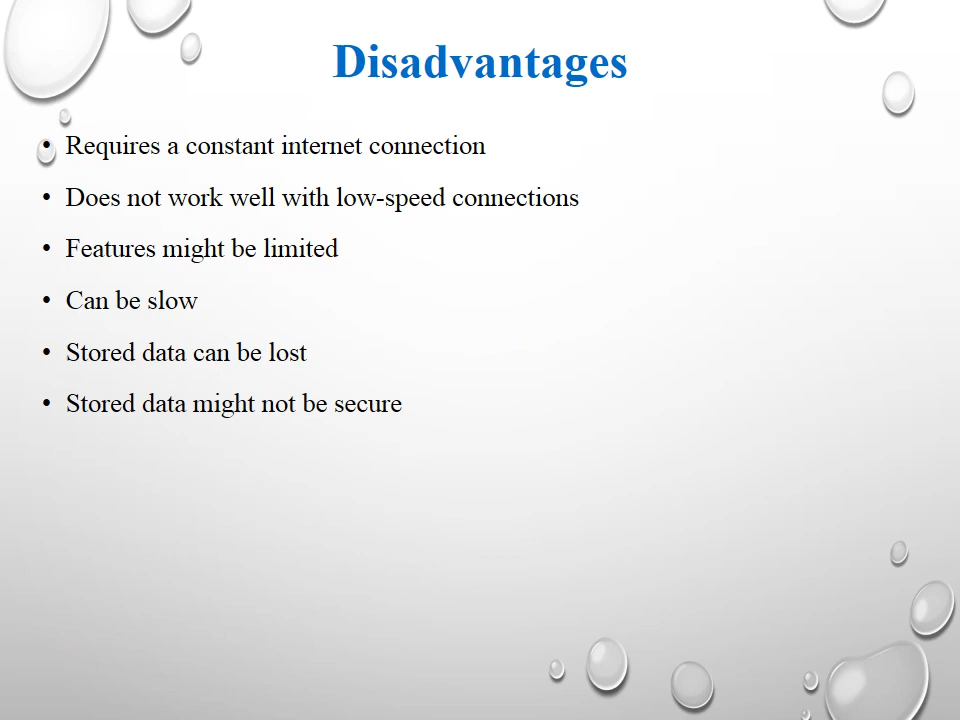 Disadvantages
• Requires a constant internet connection
• Does not work well with low-speed connections
• Features might be limited
• Can be slow
• Stored data can be lost
• Stored data might not be secure